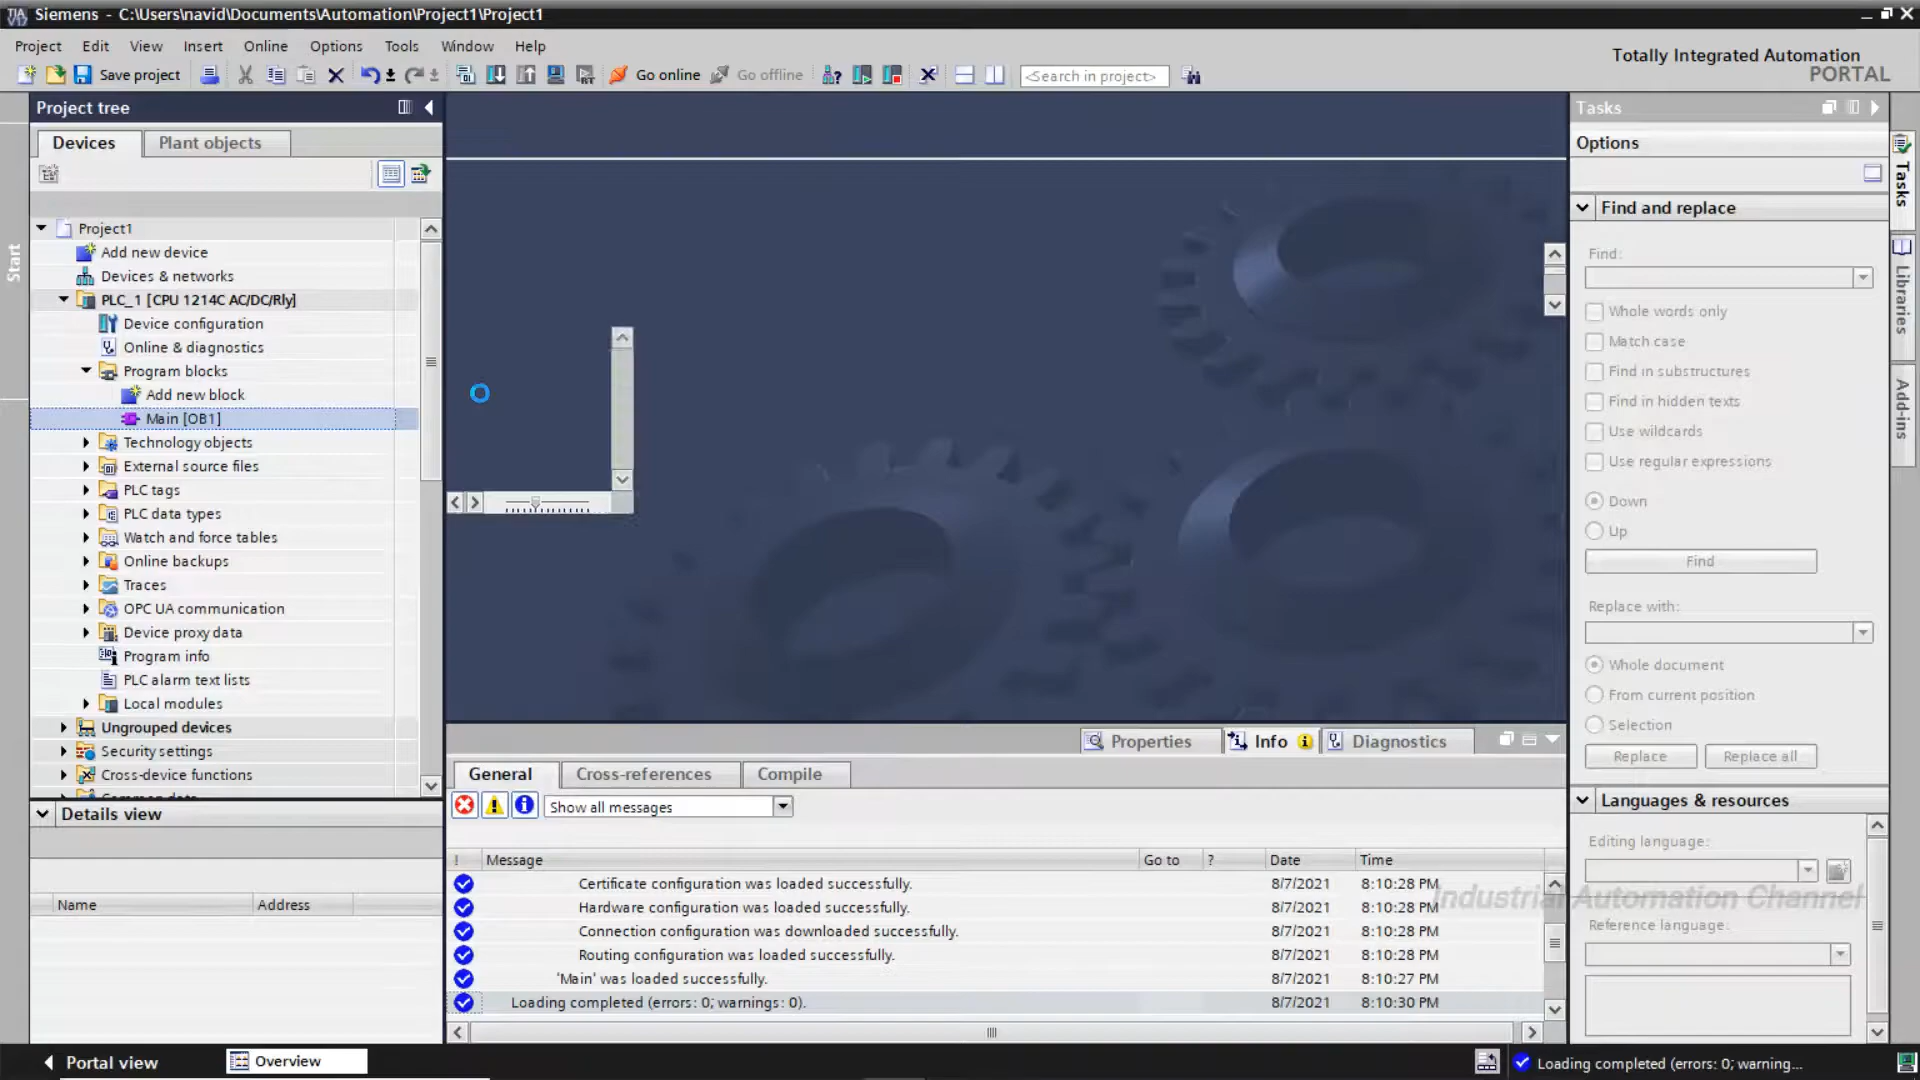 Siemens - C:\Users\navid\Documents\Automation\Project1\Project1
Project Edit View Insert Online Options Tools Window Help
Save project
Go online
Go offline
<Search in project>
Totally Integrated Automation
PORTAL
Project tree
Devices
Plant objects
Start
Project1
Add new device
Devices & networks
PLC_1 [CPU 1214C AC/DC/Rly]
Device configuration
Online & diagnostics
Program blocks
Add new block
Main [OB1]
Technology objects
External source files
PLC tags
PLC data types
Watch and force tables
Online backups
Traces
OPC UA communication
Device proxy data
Program info
PLC alarm text lists
Local modules
Ungrouped devices
Security settings
Cross-device functions
Details view
Name Address
Properties
Info
Diagnostics
General
Cross-references
Compile
Show all messages
! Message Go to ? Date Time
Certificate configuration was loaded successfully. 8/7/2021 8:10:28 PM
Hardware configuration was loaded successfully. 8/7/2021 8:10:28 PM
Connection configuration was downloaded successfully. 8/7/2021 8:10:28 PM
Routing configuration was loaded successfully. 8/7/2021 8:10:28 PM
'Main' was loaded successfully. 8/7/2021 8:10:27 PM
Loading completed (errors: 0; warnings: 0). 8/7/2021 8:10:30 PM
Tasks
Options
Find and replace
Find:
Whole words only
Match case
Find in substructures
Find in hidden texts
Use wildcards
Use regular expressions
Down
Up
Find
Replace with:
Whole document
From current position
Selection
Replace
Replace all
Languages & resources
Editing language:
Industrial Automation Channel
Reference language:
Tasks
Libraries
Add-ins
Portal view
Overview
Loading completed (errors: 0; warning...